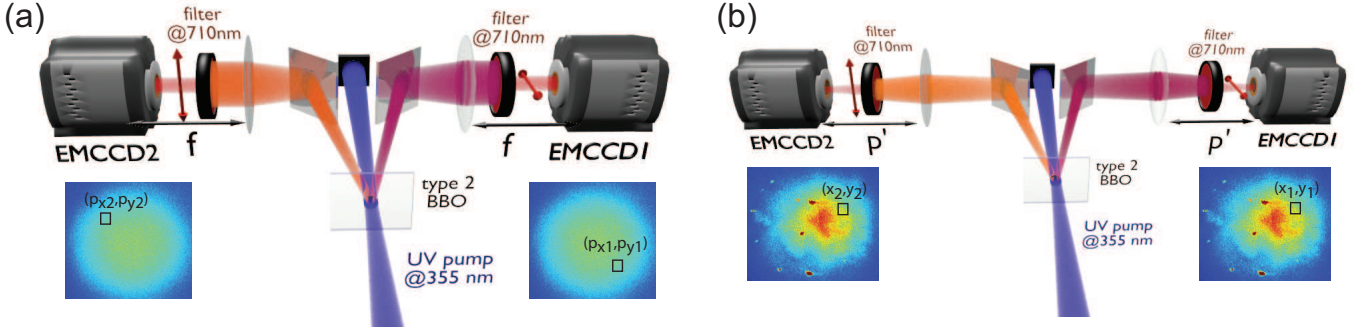 (a)
filter
@710nm
filter
@710nm
EMCCD2
f
f
EMCCD1
type 2
BBO
(px2,py2)
(px1,py1)
UV pump
@355 nm
(b)
filter
@710nm
filter
@710nm
EMCCD2
p'
p'
EMCCD1
type 2
BBO
(x2,y2)
(x1,y1)
UV pump
@355 nm